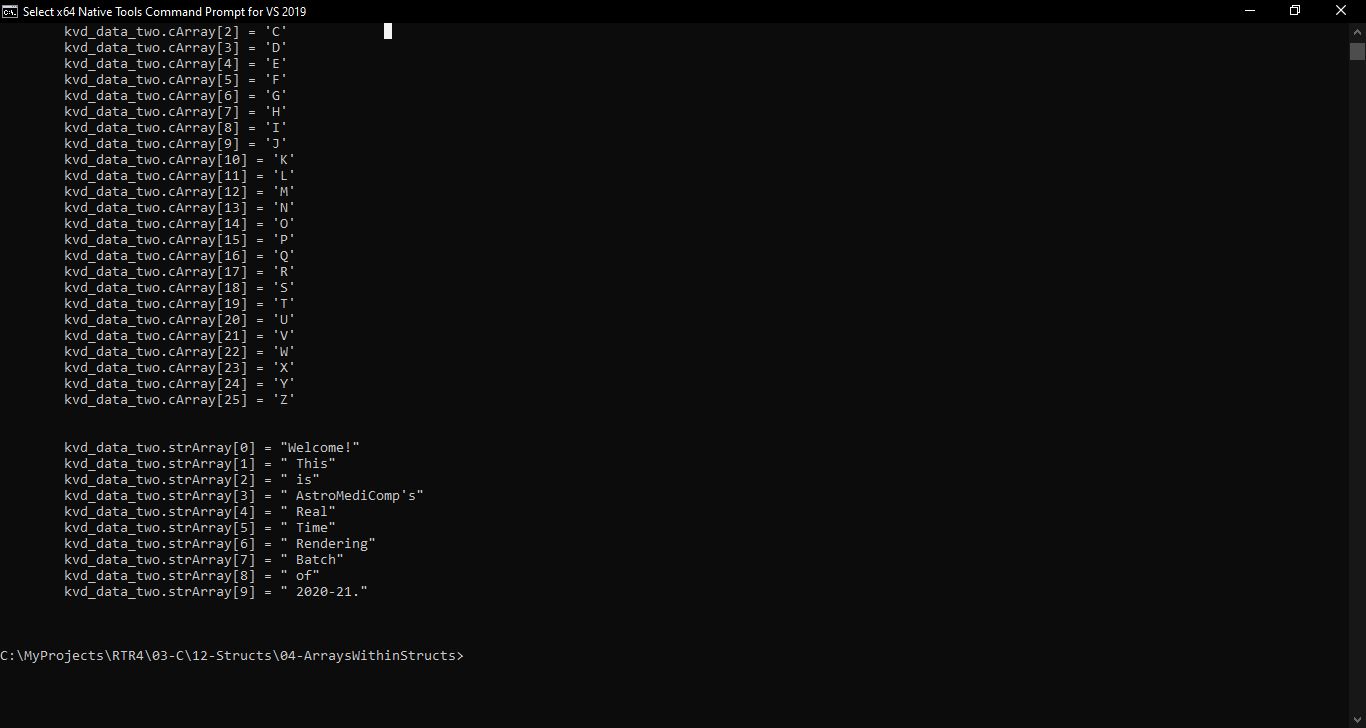 Select x64 Native Tools Command Prompt for VS 2019
kvd_data_two.cArray[2] = 'C'
kvd_data_two.cArray[3] = 'D'
kvd_data_two.cArray[4] = 'E'
kvd_data_two.cArray[5] = 'F'
kvd_data_two.cArray[6] = 'G'
kvd_data_two.cArray[7] = 'H'
kvd_data_two.cArray[8] = 'I'
kvd_data_two.cArray[9] = 'J'
kvd_data_two.cArray[10] = 'K'
kvd_data_two.cArray[11] = 'L'
kvd_data_two.cArray[12] = 'M'
kvd_data_two.cArray[13] = 'N'
kvd_data_two.cArray[14] = 'O'
kvd_data_two.cArray[15] = 'P'
kvd_data_two.cArray[16] = 'Q'
kvd_data_two.cArray[17] = 'R'
kvd_data_two.cArray[18] = 'S'
kvd_data_two.cArray[19] = 'T'
kvd_data_two.cArray[20] = 'U'
kvd_data_two.cArray[21] = 'V'
kvd_data_two.cArray[22] = 'W'
kvd_data_two.cArray[23] = 'X'
kvd_data_two.cArray[24] = 'Y'
kvd_data_two.cArray[25] = 'Z'
kvd_data_two.strArray[0] = "Welcome!"
kvd_data_two.strArray[1] = " This"
kvd_data_two.strArray[2] = " is"
kvd_data_two.strArray[3] = " AstroMediComp's"
kvd_data_two.strArray[4] = " Real"
kvd_data_two.strArray[5] = " Time"
kvd_data_two.strArray[6] = " Rendering"
kvd_data_two.strArray[7] = " Batch"
kvd_data_two.strArray[8] = " of"
kvd_data_two.strArray[9] = " 2020-21."
C:\MyProjects\RTR4\03-C\12-Structs\04-ArraysWithinStructs>